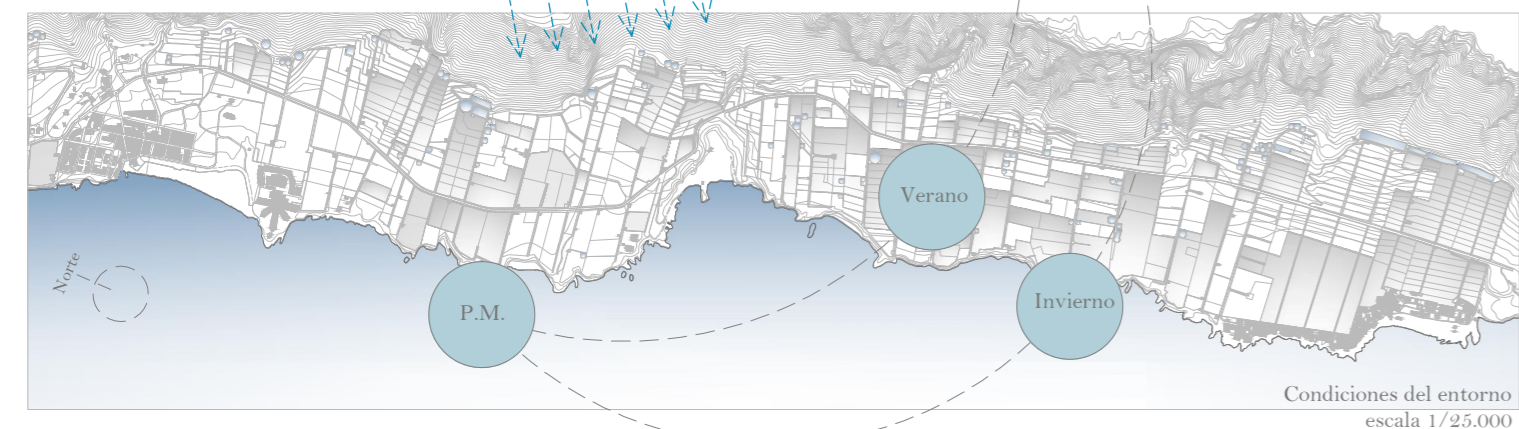 Verano
Norte
P.M.
Invierno
Condiciones del entorno
escala 1/25.000